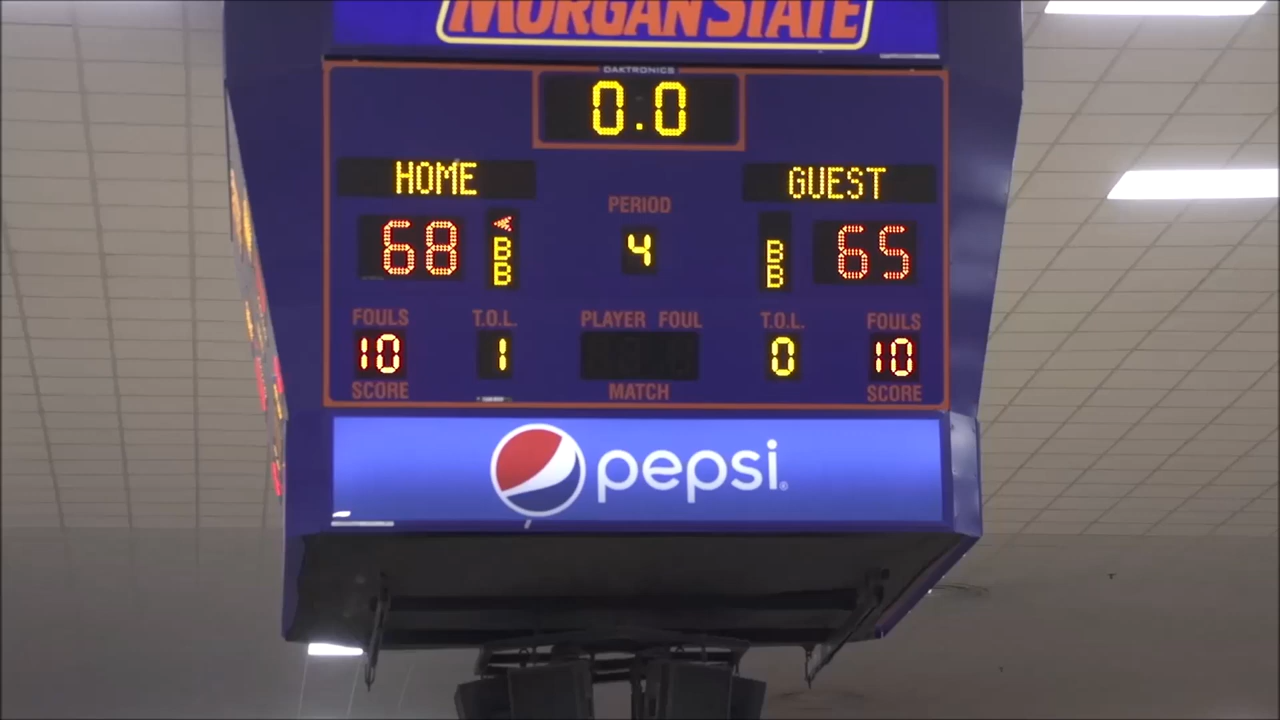 MORGAN STATE
DAKTRONICS
0.0
HOME GUEST
PERIOD
68 B B 4 B B 65
FOULS T.O.L. PLAYER FOUL T.O.L. FOULS
10 1 0 10
SCORE MATCH SCORE
pepsi®